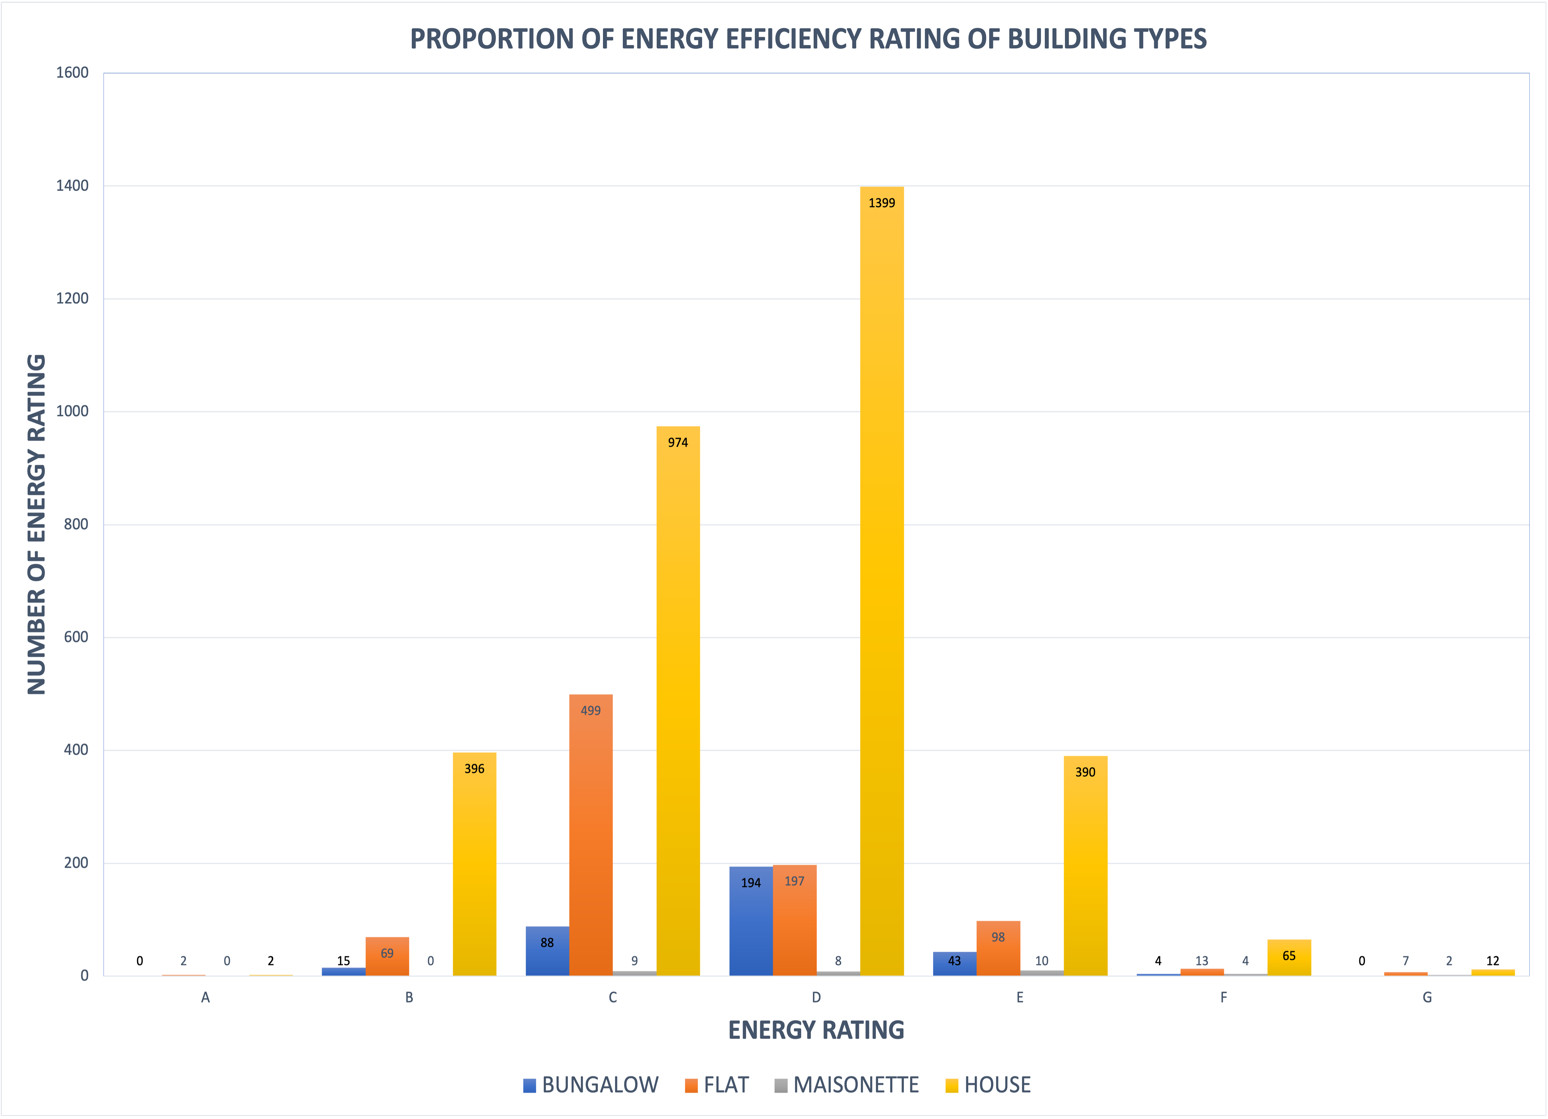 PROPORTION OF ENERGY EFFICIENCY RATING OF BUILDING TYPES
1600
1400
1200
1000
800
600
400
200
0
NUMBER OF ENERGY RATING
0 2 0 2
15 69 0 396
88 499 9 974
194 197 8 1399
43 98 10 390
4 13 4 65
0 7 2 12
A B C D E F G
ENERGY RATING
BUNGALOW FLAT MAISONETTE HOUSE